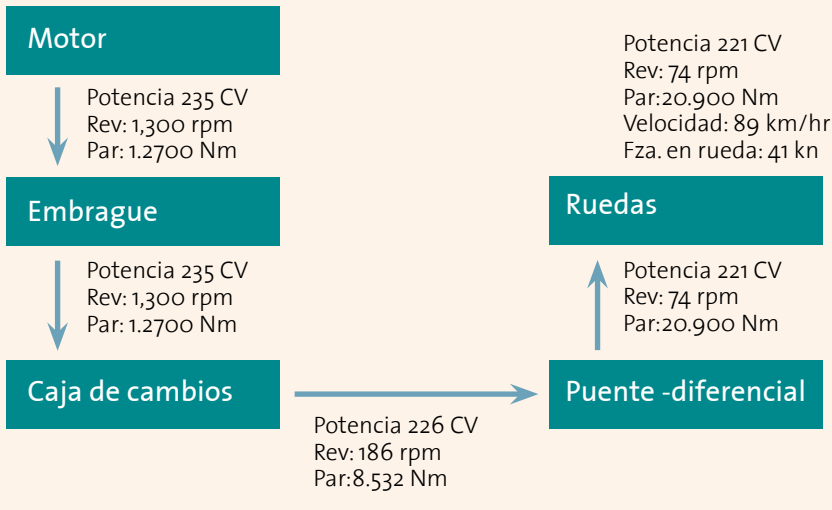 Motor
Potencia 235 CV
Rev: 1,300 rpm
Par: 1.2700 Nm
Embrague
Potencia 235 CV
Rev: 1,300 rpm
Par: 1.2700 Nm
Caja de cambios
Potencia 226 CV
Rev: 186 rpm
Par:8.532 Nm
Puente -diferencial
Potencia 221 CV
Rev: 74 rpm
Par:20.900 Nm
Ruedas
Potencia 221 CV
Rev: 74 rpm
Par:20.900 Nm
Velocidad: 89 km/hr
Fza. en rueda: 41 kn